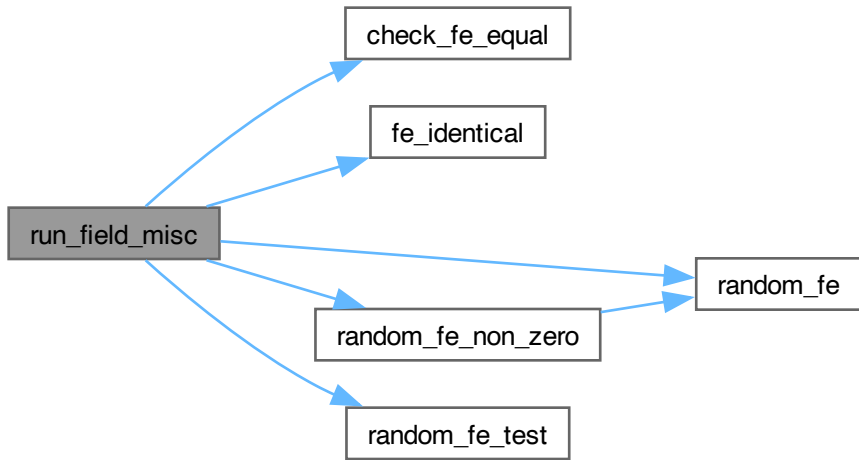 check_fe_equal
fe_identical
run_field_misc
random_fe
random_fe_non_zero
random_fe_test